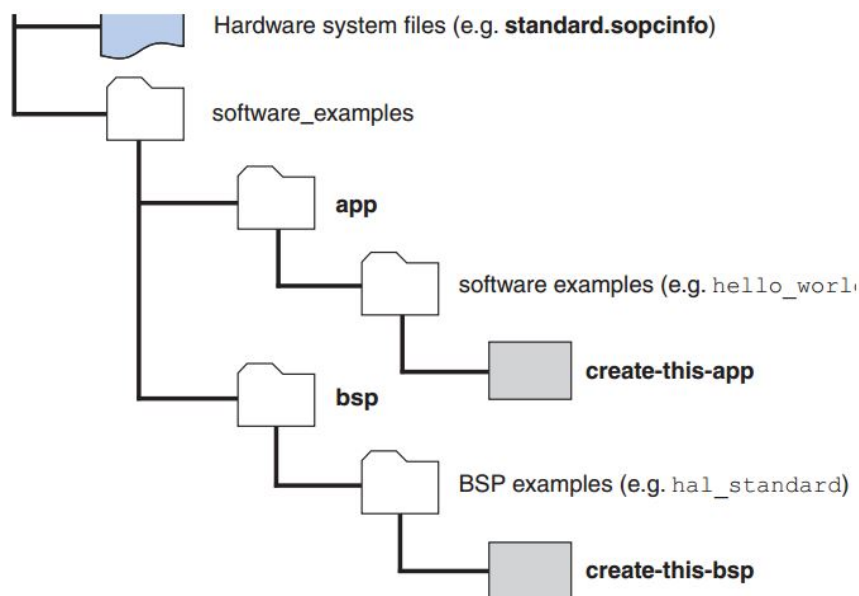 Hardware system files (e.g. standard.sopcinfo)
software_examples
app
software examples (e.g. hello_worl
create-this-app
bsp
BSP examples (e.g. hal_standard)
create-this-bsp